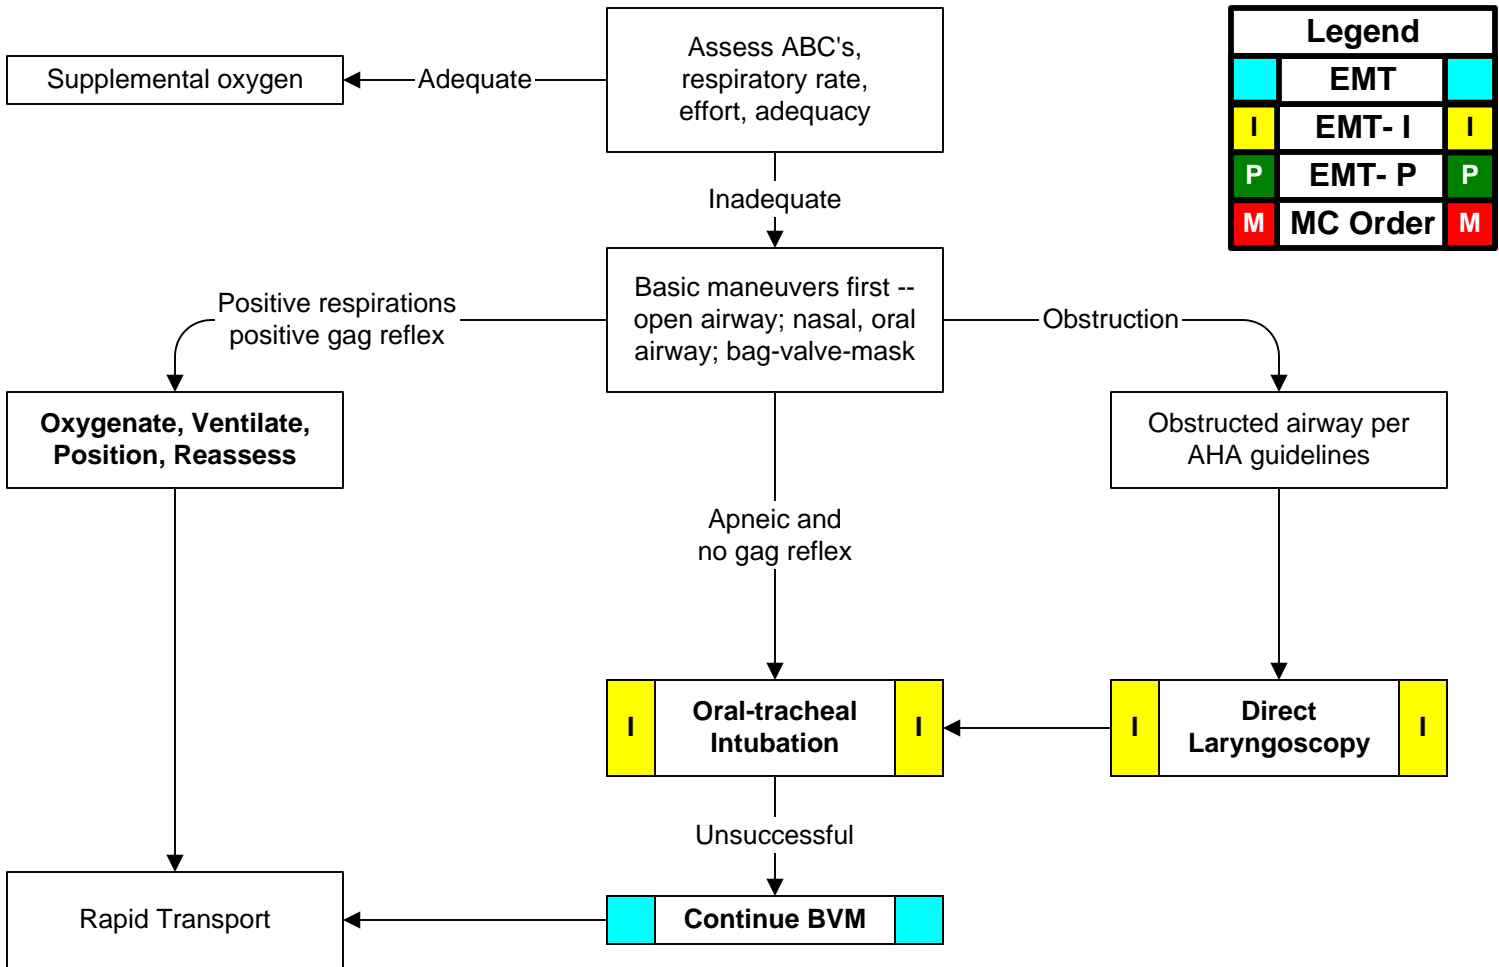 Assess ABC's,
respiratory rate,
effort, adequacy
Adequate
Supplemental oxygen
Legend
EMT
I EMT- I I
P EMT- P P
M MC Order M
Inadequate
Basic maneuvers first --
open airway; nasal, oral
airway; bag-valve-mask
Positive respirations
positive gag reflex
Obstruction
Oxygenate, Ventilate,
Position, Reassess
Obstructed airway per
AHA guidelines
Apneic and
no gag reflex
I Oral-tracheal I
Intubation
I Direct I
Laryngoscopy
Unsuccessful
Continue BVM
Rapid Transport